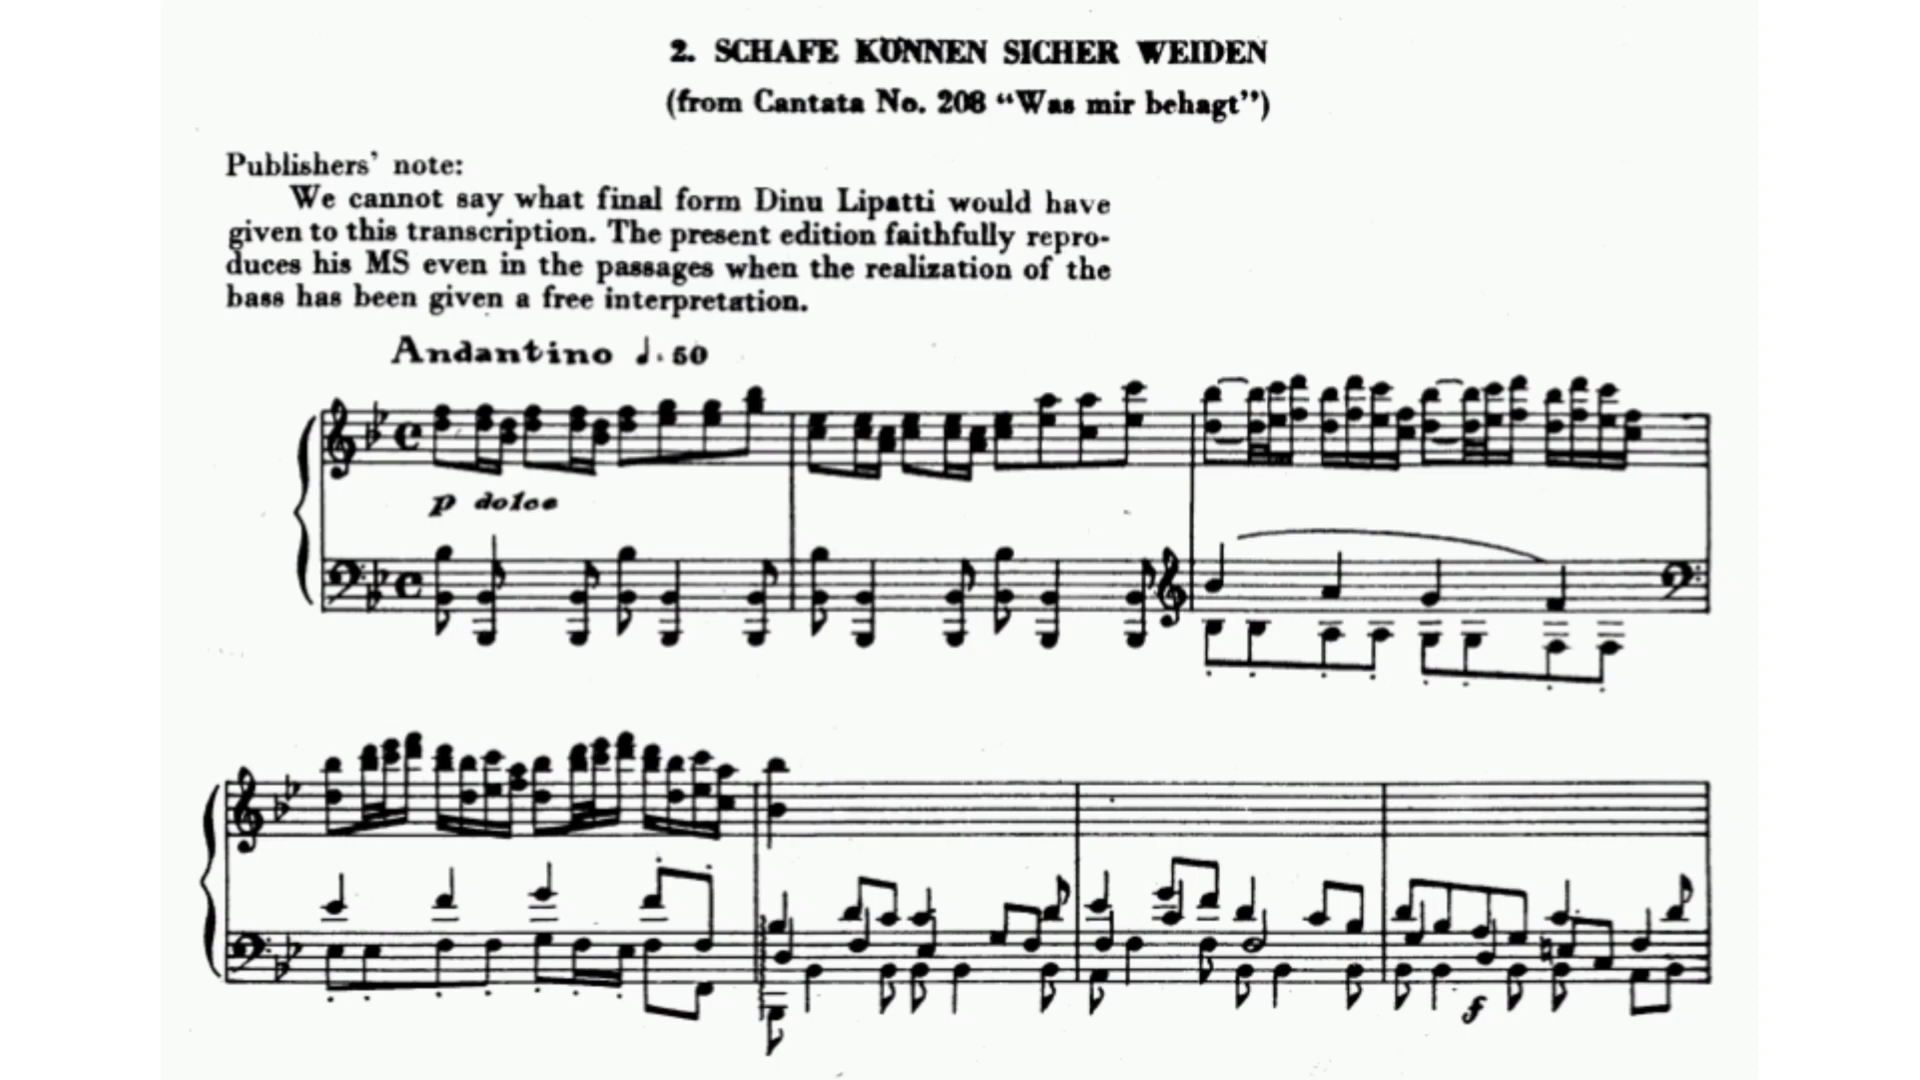 2. SCHAFE KÖNNEN SICHER WEIDEN
(from Cantata No. 208 “Was mir behagt”)
Publishers’ note:
We cannot say what final form Dinu Lipatti would have
given to this transcription. The present edition faithfully repro-
duces his MS even in the passages when the realization of the
bass has been given a free interpretation.
Andantino ♩. 50
p dolce
f